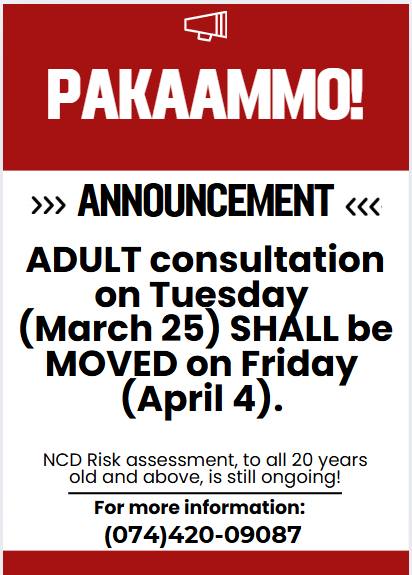 PAKAAMMO!
››› ANNOUNCEMENT ‹‹‹
ADULT consultation
on Tuesday
(March 25) SHALL be
MOVED on Friday
(April 4).
NCD Risk assessment, to all 20 years
old and above, is still ongoing!
For more information:
(074)420-09087